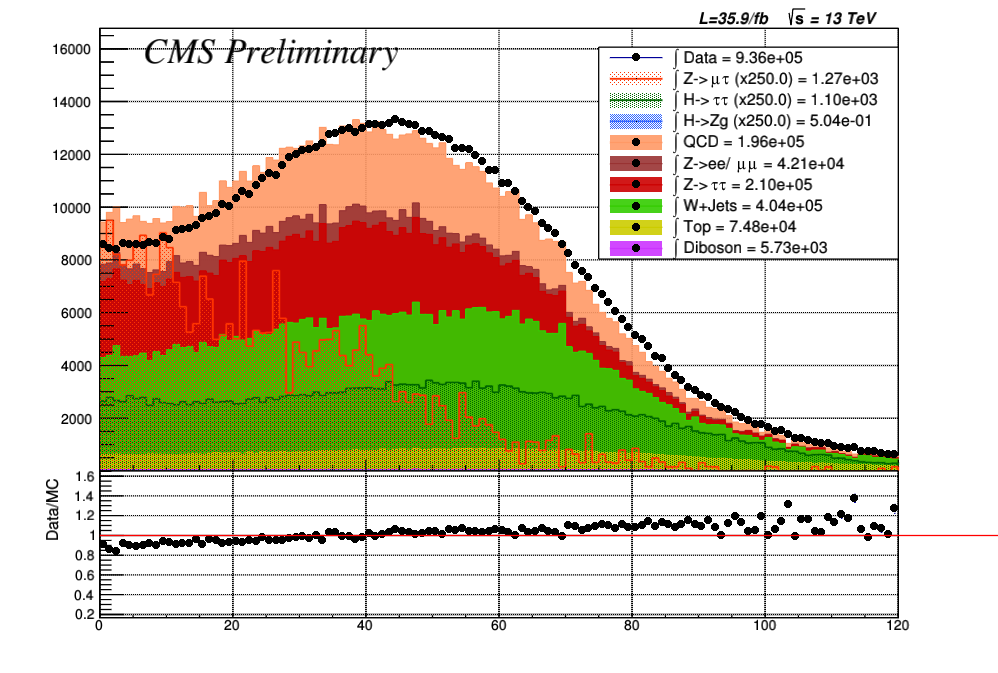 L=35.9/fb √s = 13 TeV
CMS Preliminary
16000
14000
12000
10000
8000
6000
4000
2000
∫ Data = 9.36e+05
∫ Z->μτ (x250.0) = 1.27e+03
∫ H->ττ (x250.0) = 1.10e+03
∫ H->Zg (x250.0) = 5.04e-01
∫ QCD = 1.96e+05
∫ Z->ee/ μμ = 4.21e+04
∫ Z->ττ = 2.10e+05
∫ W+Jets = 4.04e+05
∫ Top = 7.48e+04
∫ Diboson = 5.73e+03
Data/MC
1.6
1.4
1.2
1
0.8
0.6
0.4
0.2
0 20 40 60 80 100 120